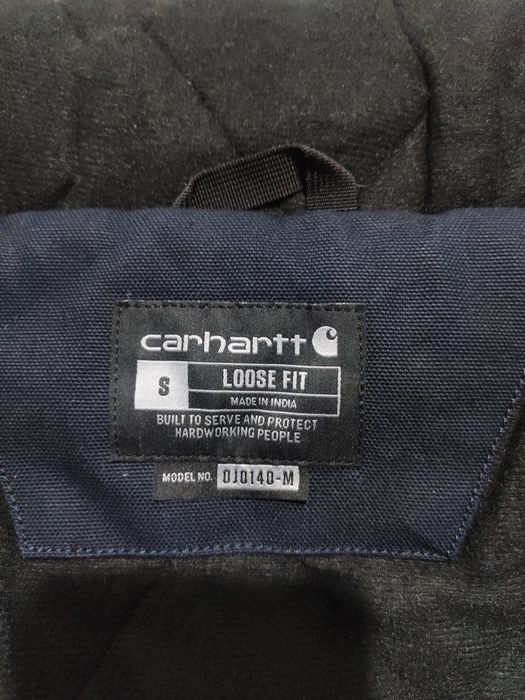 carhartt
S
LOOSE FIT
MADE IN INDIA
BUILT TO SERVE AND PROTECT
HARDWORKING PEOPLE
MODEL NO. OJ0140-M